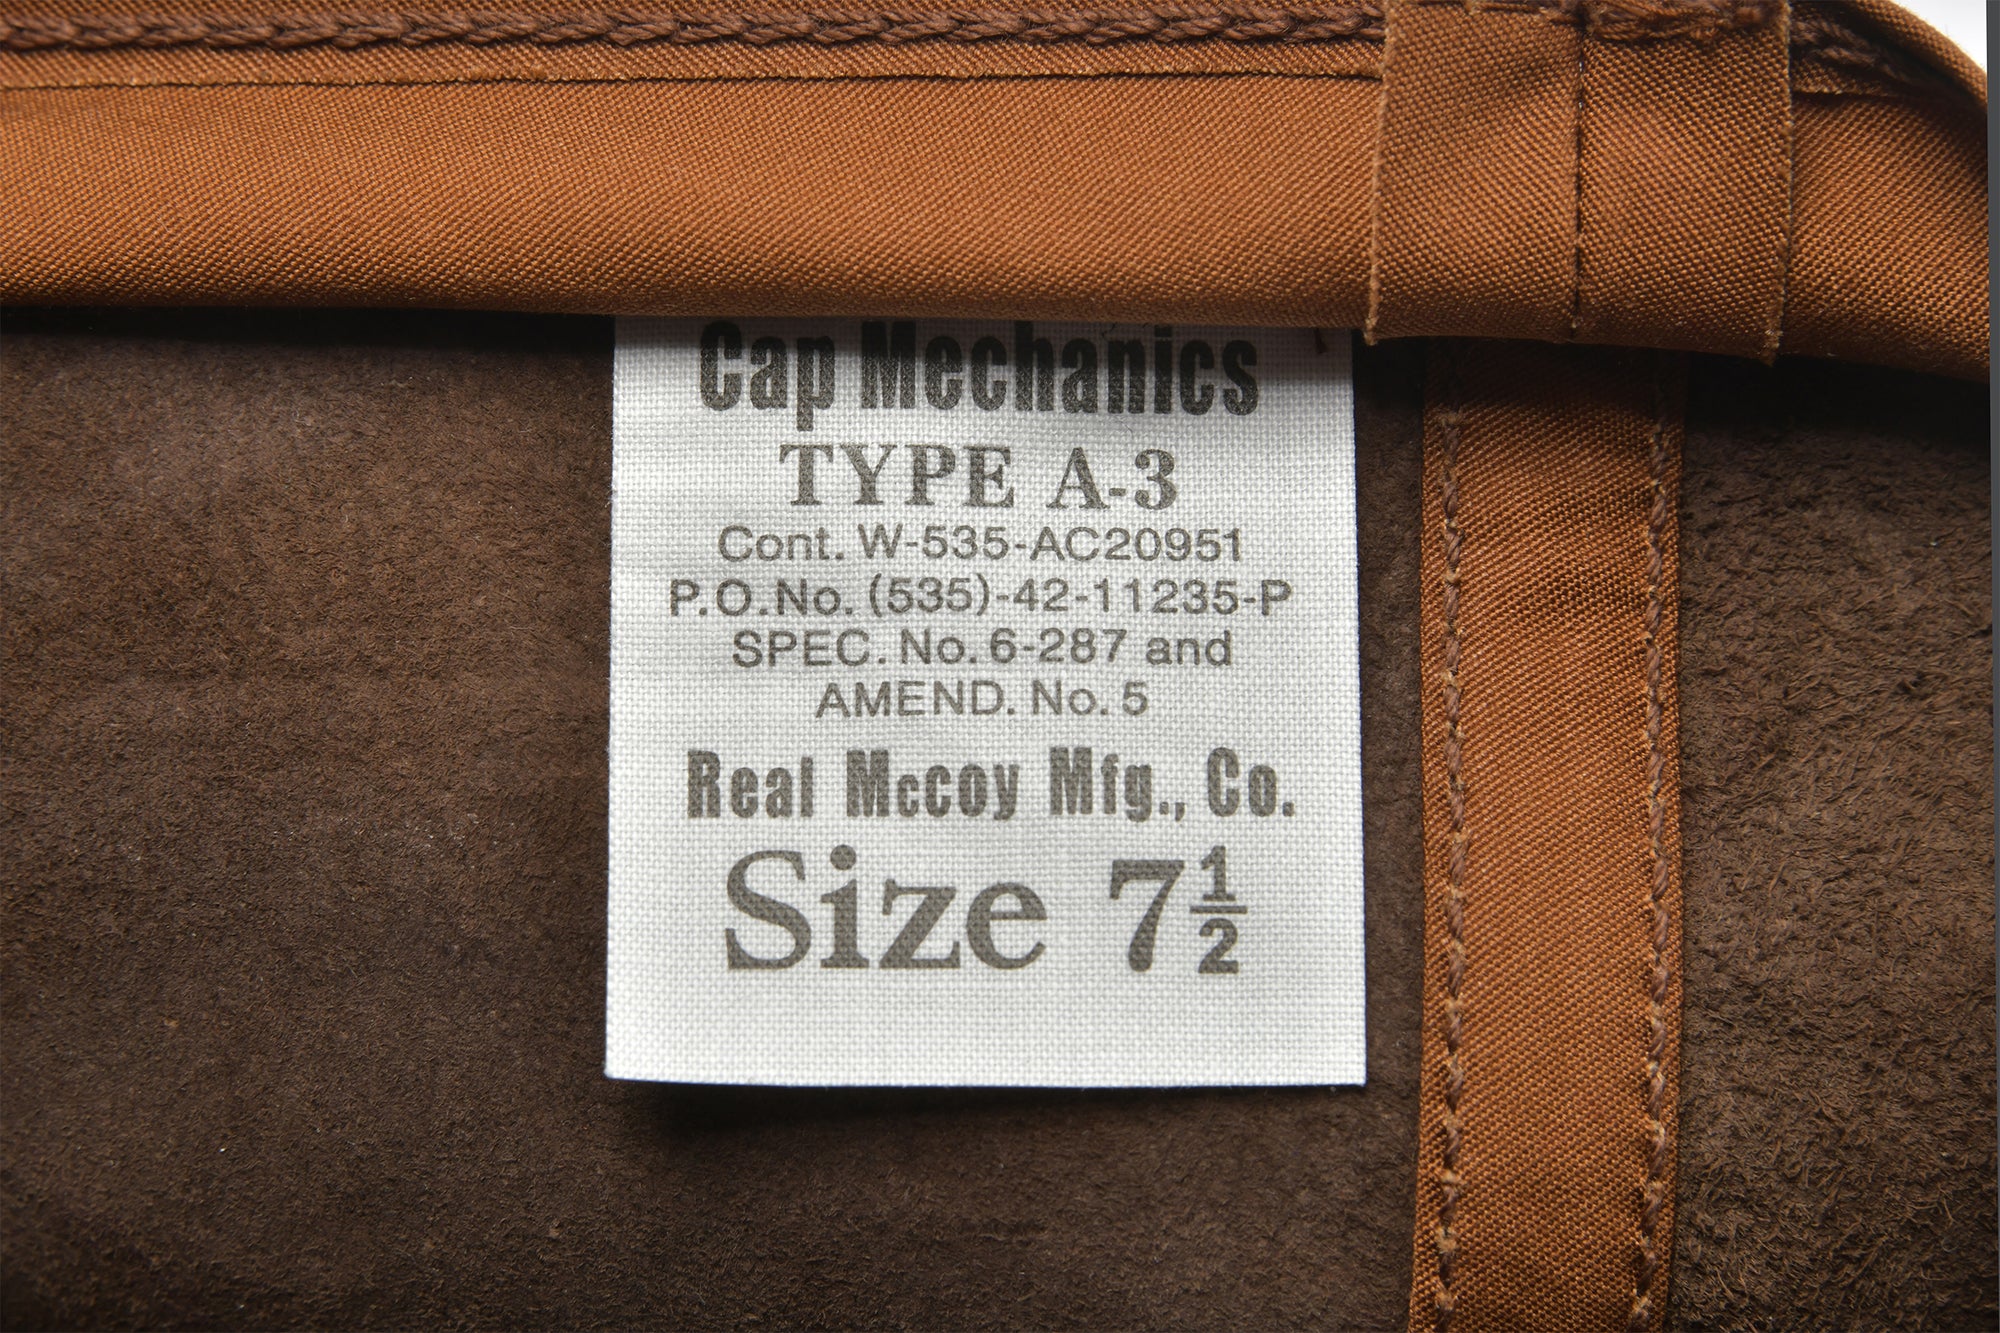 Cap Mechanics
TYPE A-3
Cont. W-535-AC20951
P.O.No. (535)-42-11235-P
SPEC. No. 6-287 and
AMEND. No. 5
Real McCoy Mfg., Co.
Size 7½